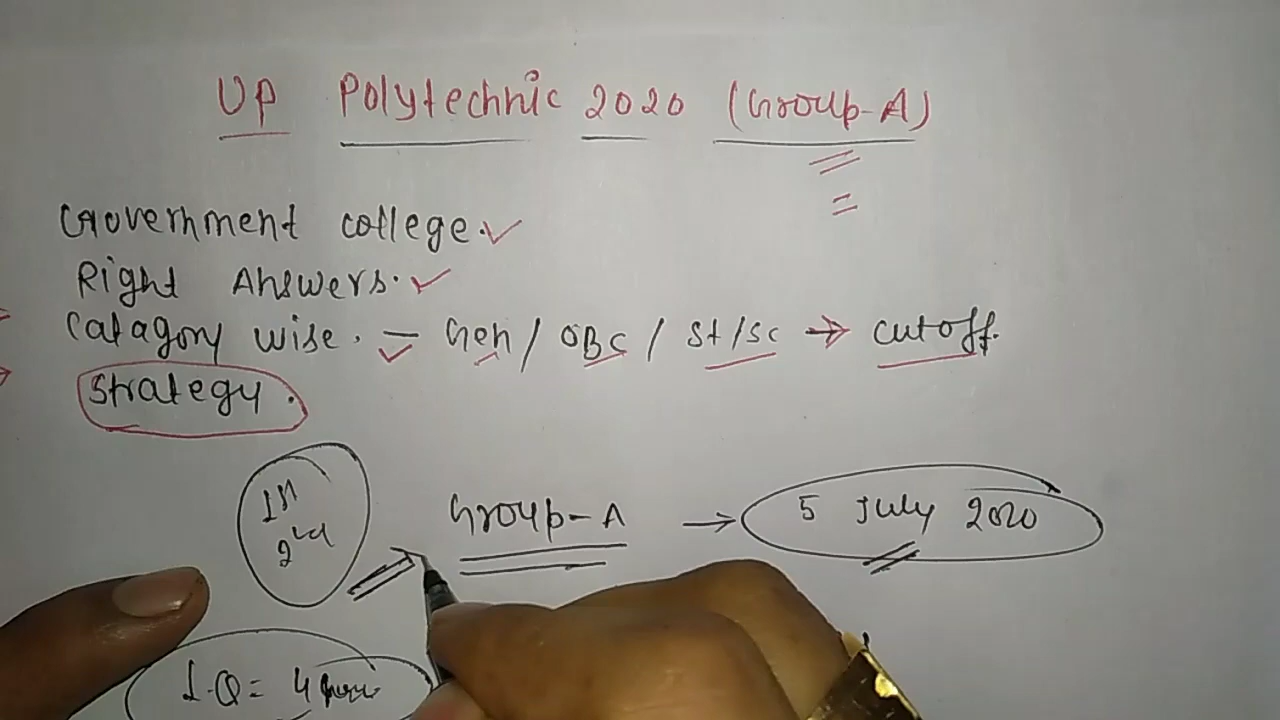 UP Polytechnic 2020 (Group-A)
Government college.
Right Answers.
Catagory wise. - Gen / OBC / St/Sc → cutoff.
Strategy.
1st
2nd
Group-A → 5 July 2020
1.Q = 4